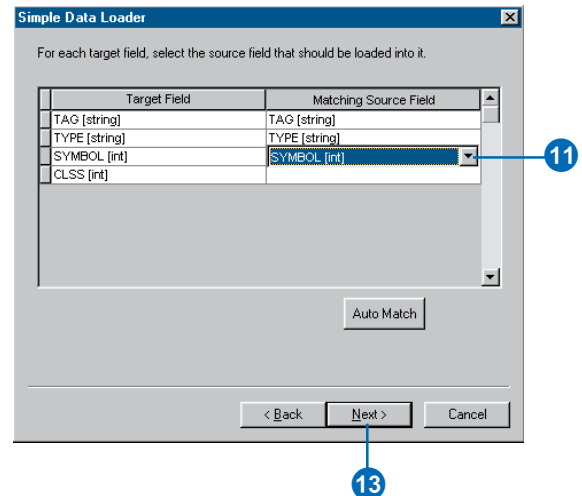 Simple Data Loader
For each target field, select the source field that should be loaded into it.
Target Field Matching Source Field
TAG [string] TAG [string]
TYPE [string] TYPE [string]
SYMBOL [int] SYMBOL [int]
11
CLSS [int]
Auto Match
< Back Next > Cancel
13